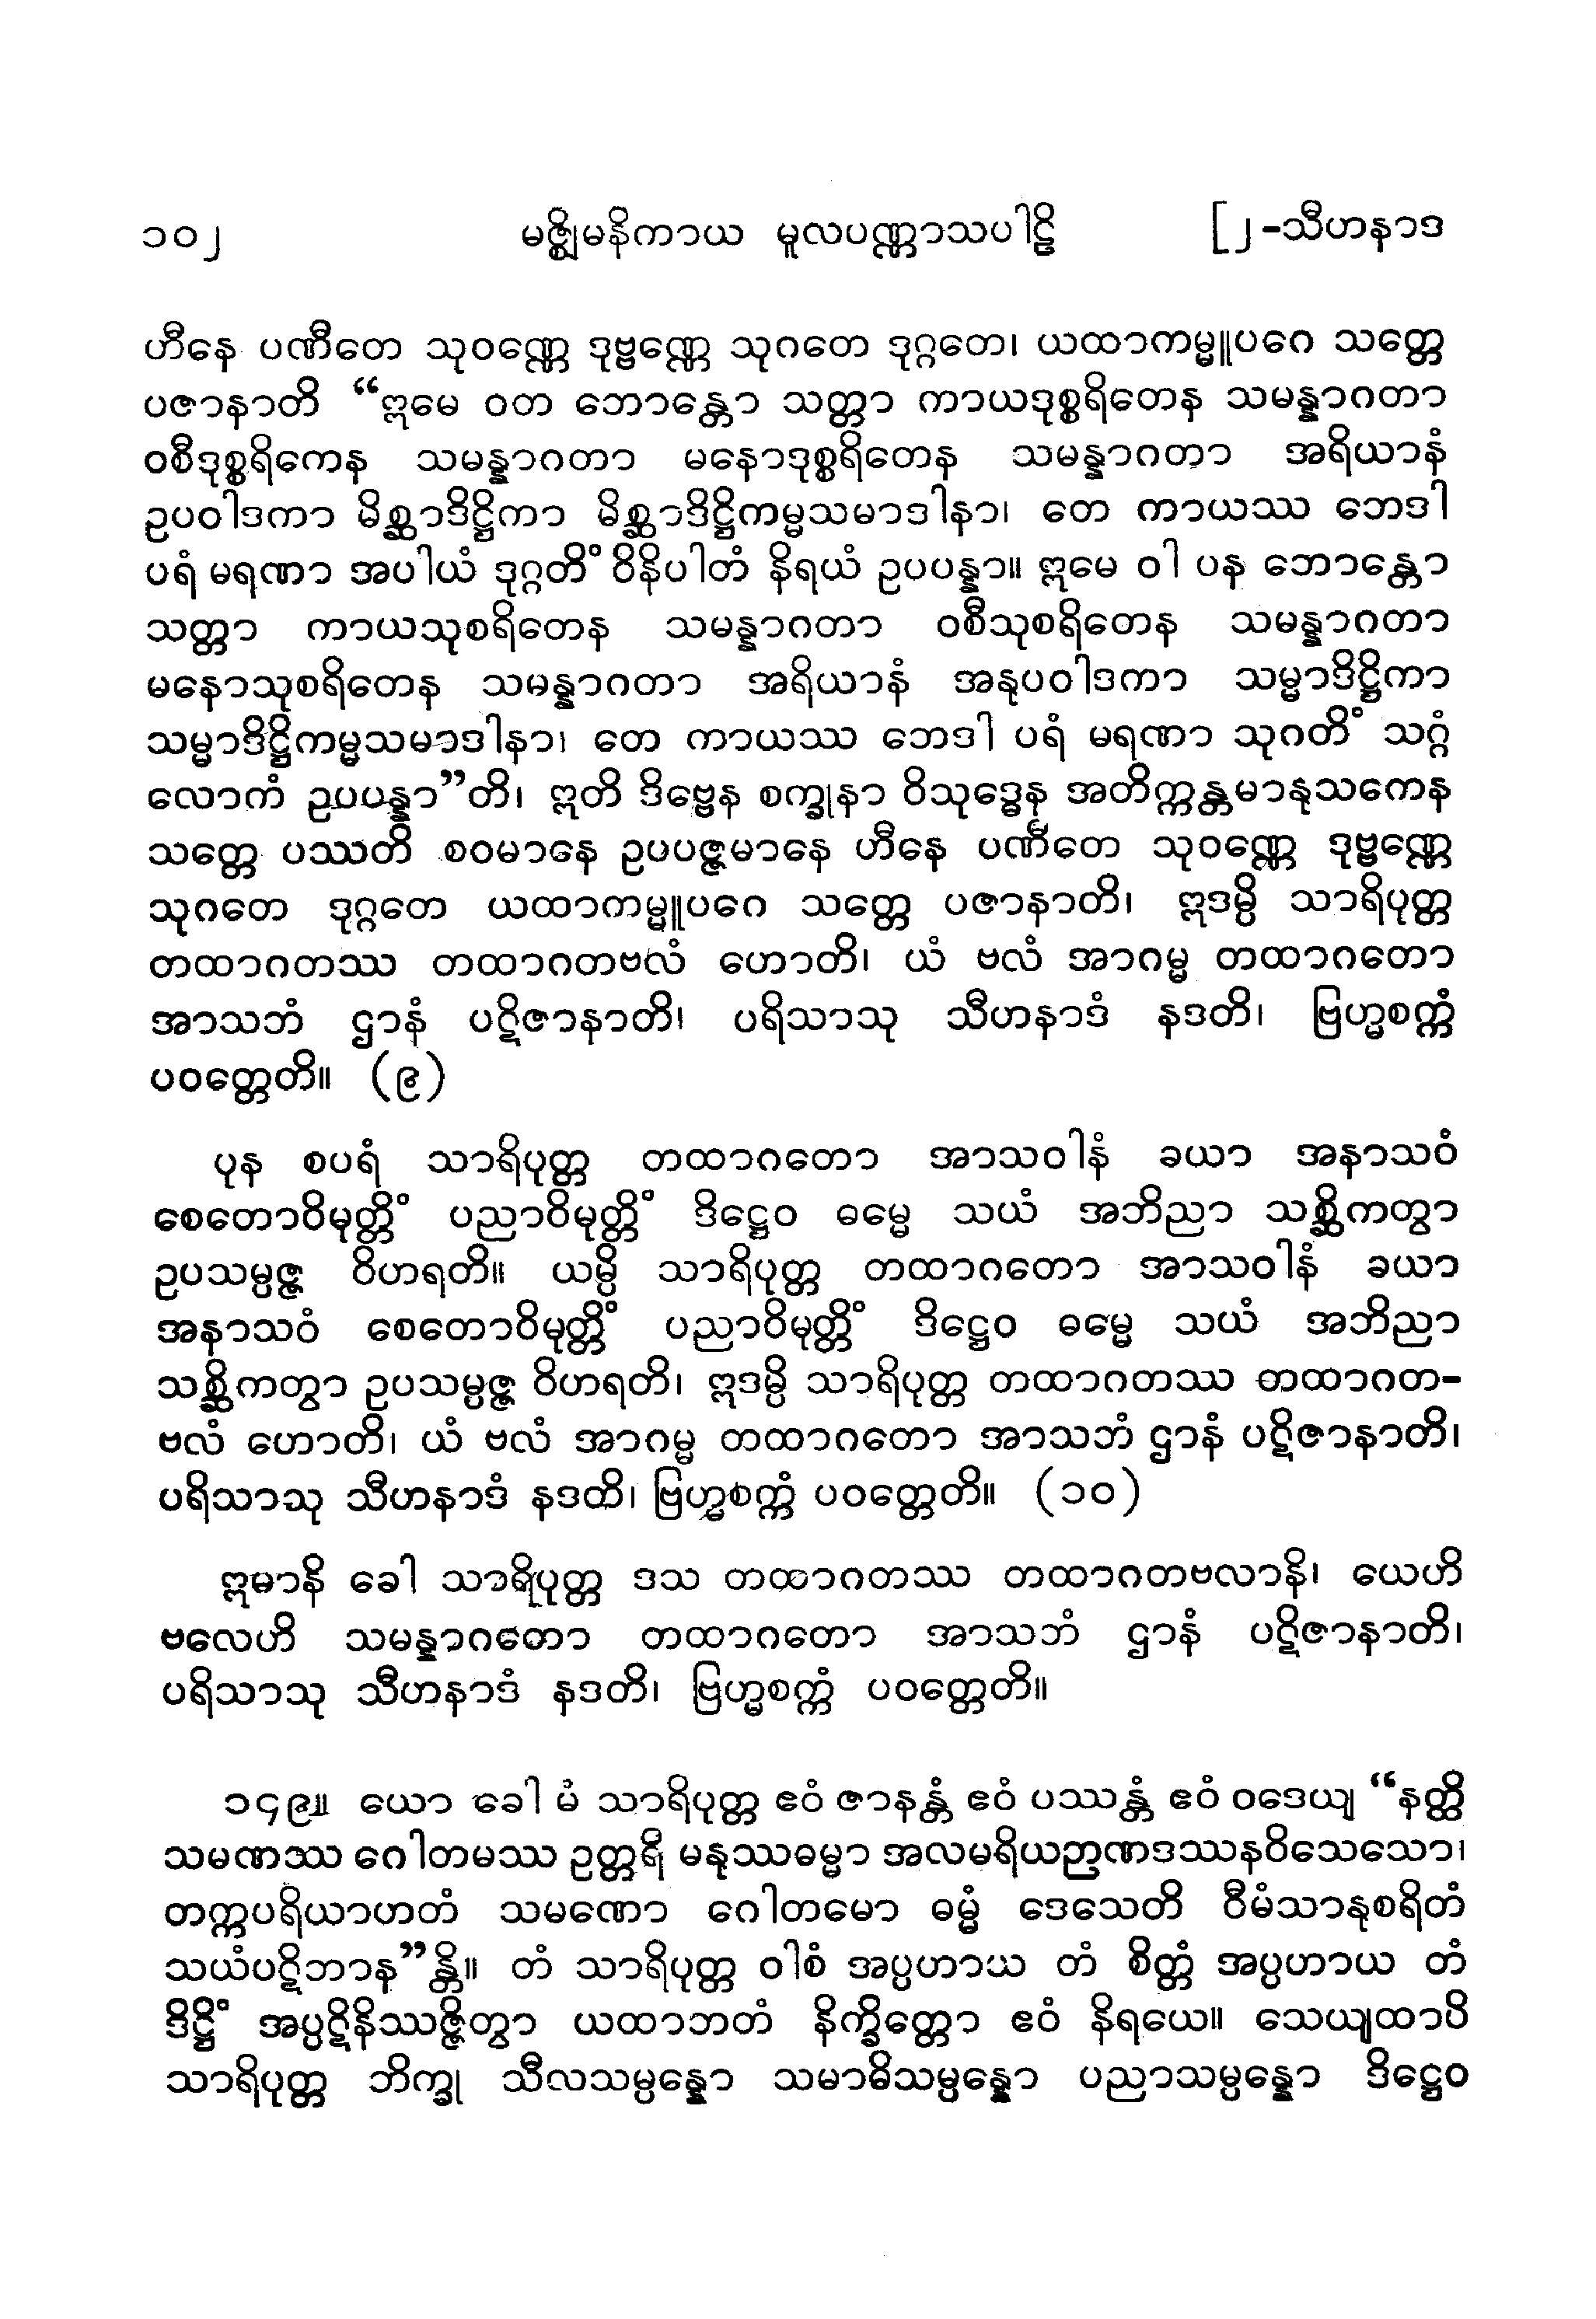 ၁၀၂ မဇ္ဈိမနိကာယ မူလပဏ္ဏာသပါဠိ [၂-သီဟနာဒ
ဟီနေ ပဏီတေ သုဝဏ္ဏေ ဒုဗ္ဗဏ္ဏေ သုဂတေ ဒုဂ္ဂတေ၊ ယထာကမ္မူပဂေ သတ္တေ
ပဇာနာတိ “ဣမေ ဝတ ဘောန္တော သတ္တာ ကာယဒုစ္စရိတေန သမန္နာဂတာ
ဝစီဒုစ္စရိကေန သမန္နာဂတာ မနောဒုစ္စရိတေန သမန္နာဂတာ အရိယာနံ
ဥပဝါဒကာ မိစ္ဆာဒိဋ္ဌိကာ မိစ္ဆာဒိဋ္ဌိကမ္မသမာဒါနာ၊ တေ ကာယဿ ဘေဒါ
ပရံ မရဏာ အပါယံ ဒုဂ္ဂတိံ ဝိနိပါတံ နိရယံ ဥပပန္နာ။ ဣမေ ဝါ ပန ဘောန္တော
သတ္တာ ကာယသုစရိတေန သမန္နာဂတာ ဝစီသုစရိတေန သမန္နာဂတာ
မနောသုစရိတေန သမန္နာဂတာ အရိယာနံ အနုပဝါဒကာ သမ္မာဒိဋ္ဌိကာ
သမ္မာဒိဋ္ဌိကမ္မသမာဒါနာ၊ တေ ကာယဿ ဘေဒါ ပရံ မရဏာ သုဂတိံ သဂ္ဂံ
လောကံ ဥပပန္နာ”တိ၊ ဣတိ ဒိဗ္ဗေန စက္ခုနာ ဝိသုဒ္ဓေန အတိက္ကန္တမာနုသကေန
သတ္တေ ပဿတိ စဝမာနေ ဥပပဇ္ဇမာနေ ဟီနေ ပဏီတေ သုဝဏ္ဏေ ဒုဗ္ဗဏ္ဏေ
သုဂတေ ဒုဂ္ဂတေ ယထာကမ္မူပဂေ သတ္တေ ပဇာနာတိ၊ ဣဒမ္ပိ သာရိပုတ္တ
တထာဂတဿ တထာဂတဗလံ ဟောတိ၊ ယံ ဗလံ အာဂမ္မ တထာဂတော
အာသဘံ ဌာနံ ပဋိဇာနာတိ၊ ပရိသာသု သီဟနာဒံ နဒတိ၊ ဗြဟ္မစက္ကံ
ပဝတ္တေတိ။ (၉)
ပုန စပရံ သာရိပုတ္တ တထာဂတော အာသဝါနံ ခယာ အနာသဝံ
စေတောဝိမုတ္တိံ ပညာဝိမုတ္တိံ ဒိဋ္ဌေဝ ဓမ္မေ သယံ အဘိညာ သစ္ဆိကတွာ
ဥပသမ္ပဇ္ဇ ဝိဟရတိ။ ယမ္ပိ သာရိပုတ္တ တထာဂတော အာသဝါနံ ခယာ
အနာသဝံ စေတောဝိမုတ္တိံ ပညာဝိမုတ္တိံ ဒိဋ္ဌေဝ ဓမ္မေ သယံ အဘိညာ
သစ္ဆိကတွာ ဥပသမ္ပဇ္ဇ ဝိဟရတိ၊ ဣဒမ္ပိ သာရိပုတ္တ တထာဂတဿ တထာဂတ-
ဗလံ ဟောတိ၊ ယံ ဗလံ အာဂမ္မ တထာဂတော အာသဘံ ဌာနံ ပဋိဇာနာတိ၊
ပရိသာသု သီဟနာဒံ နဒတိ၊ ဗြဟ္မစက္ကံ ပဝတ္တေတိ။ (၁၀)
ဣမာနိ ခေါ သာရိပုတ္တ ဒသ တထာဂတဿ တထာဂတဗလာနိ၊ ယေဟိ
ဗလေဟိ သမန္နာဂတော တထာဂတော အာသဘံ ဌာနံ ပဋိဇာနာတိ၊
ပရိသာသု သီဟနာဒံ နဒတိ၊ ဗြဟ္မစက္ကံ ပဝတ္တေတိ။
၁၄၉။ ယော ခေါ မံ သာရိပုတ္တ ဧဝံ ဇာနန္တံ ဧဝံ ပဿန္တံ ဧဝံ ဝဒေယျ “နတ္ထိ
သမဏဿ ဂေါတမဿ ဥတ္တရိ မနုဿဓမ္မာ အလမရိယဉာဏဒဿနဝိသေသော၊
တက္ကပရိယာဟတံ သမဏော ဂေါတမော ဓမ္မံ ဒေသေတိ ဝီမံသာနုစရိတံ
သယံပဋိဘာန”န္တိ။ တံ သာရိပုတ္တ ဝါစံ အပ္ပဟာယ တံ စိတ္တံ အပ္ပဟာယ တံ
ဒိဋ္ဌိံ အပ္ပဋိနိဿဇ္ဇိတွာ ယထာဘတံ နိက္ခိတ္တော ဧဝံ နိရယေ။ သေယျထာပိ
သာရိပုတ္တ ဘိက္ခု သီလသမ္ပန္နော သမာဓိသမ္ပန္နော ပညာသမ္ပန္နော ဒိဋ္ဌေဝ